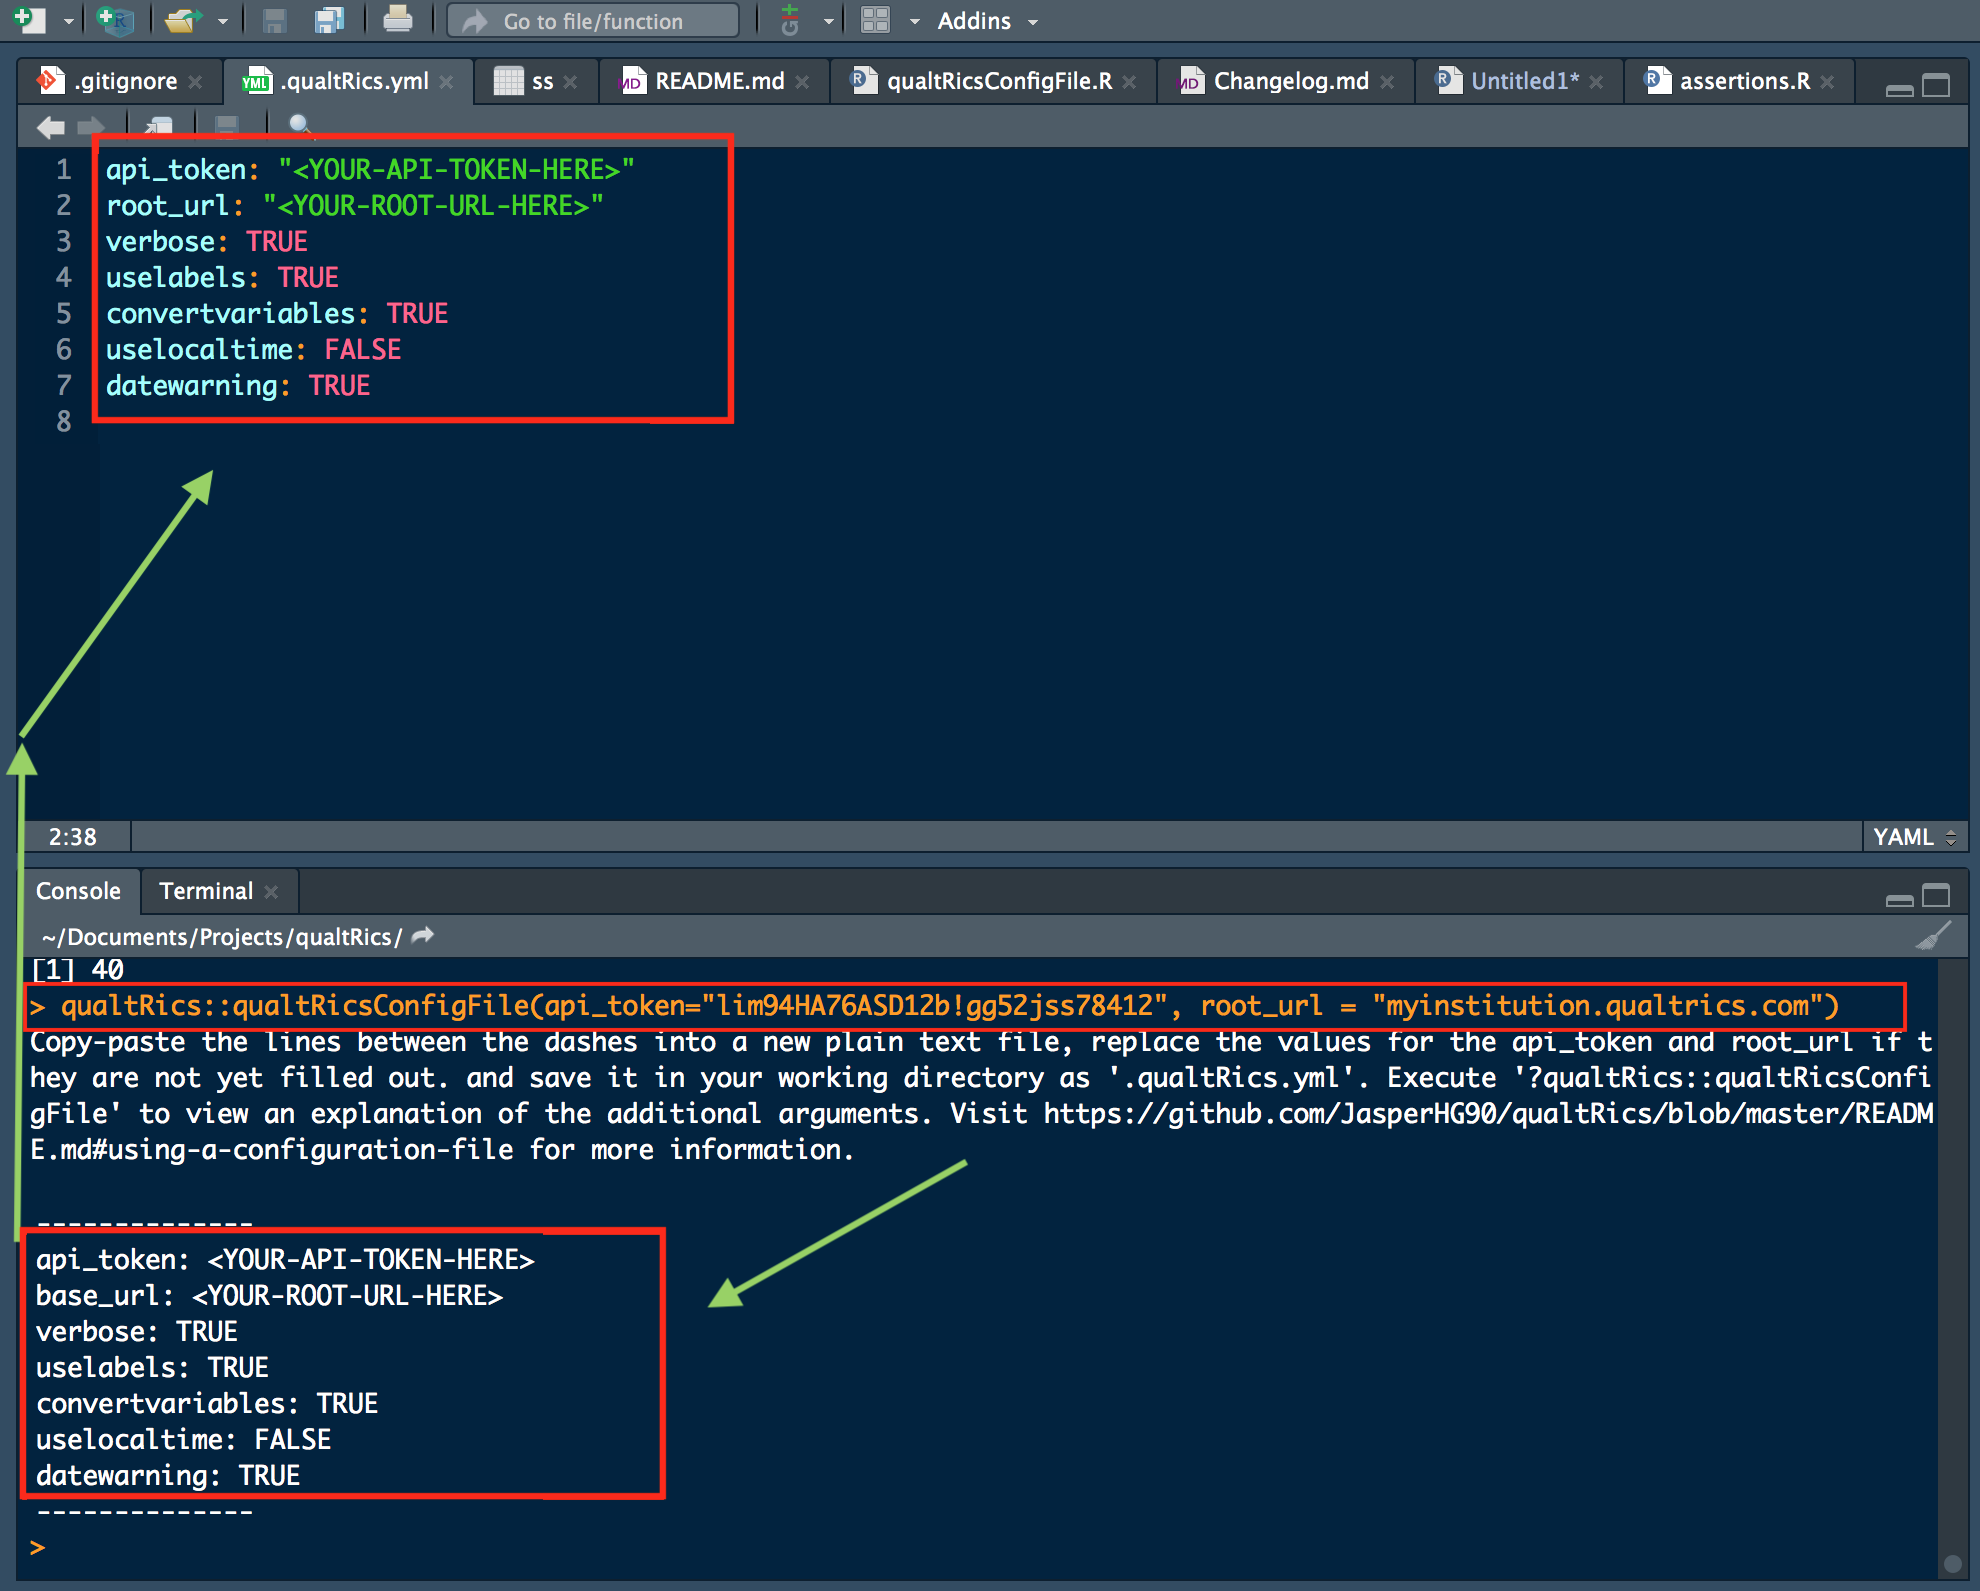 Go to file/function
Addins
.gitignore
.qualtRics.yml
ss
README.md
qualtRicsConfigFile.R
Changelog.md
Untitled1*
assertions.R
1 api_token: "<YOUR-API-TOKEN-HERE>"
2 root_url: "<YOUR-ROOT-URL-HERE>"
3 verbose: TRUE
4 uselabels: TRUE
5 convertvariables: TRUE
6 uselocaltime: FALSE
7 datewarning: TRUE
8
2:38
YAML
Console
Terminal
~/Documents/Projects/qualtRics/
[1] 40
> qualtRics::qualtRicsConfigFile(api_token="lim94HA76ASD12b!gg52jss78412", root_url = "myinstitution.qualtrics.com")
Copy-paste the lines between the dashes into a new plain text file, replace the values for the api_token and root_url if t
hey are not yet filled out. and save it in your working directory as '.qualtRics.yml'. Execute '?qualtRics::qualtRicsConfi
gFile' to view an explanation of the additional arguments. Visit https://github.com/JasperHG90/qualtRics/blob/master/READM
E.md#using-a-configuration-file for more information.
--------------
api_token: <YOUR-API-TOKEN-HERE>
base_url: <YOUR-ROOT-URL-HERE>
verbose: TRUE
uselabels: TRUE
convertvariables: TRUE
uselocaltime: FALSE
datewarning: TRUE
--------------
>